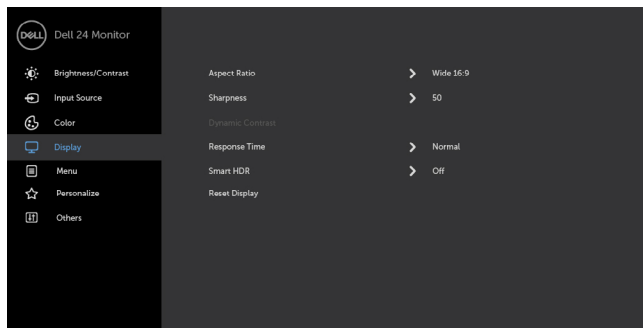 DELL Dell 24 Monitor
Brightness/Contrast
Input Source
Color
Display
Menu
Personalize
Others
Aspect Ratio Wide 16:9
Sharpness 50
Dynamic Contrast
Response Time Normal
Smart HDR Off
Reset Display